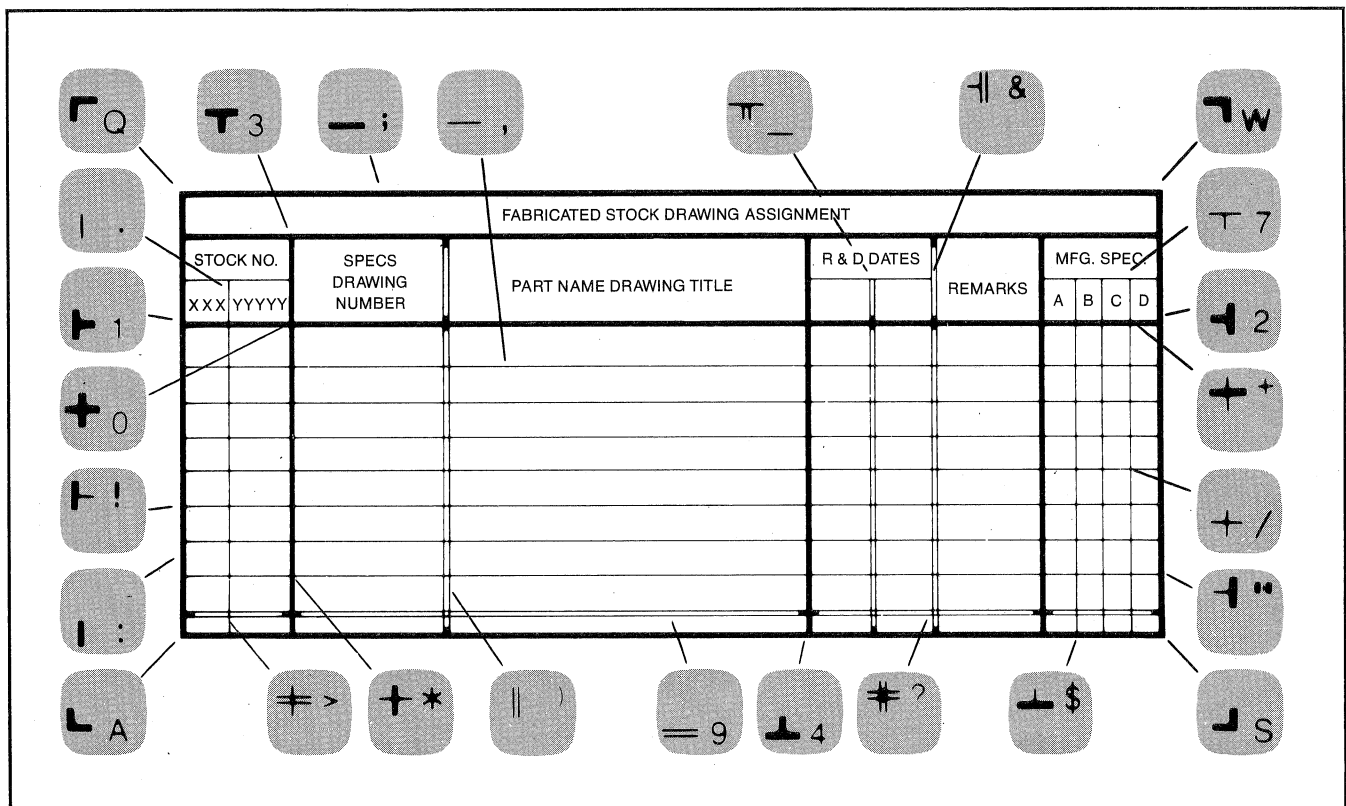 Q
3
;
,
_
&
W
.
7
FABRICATED STOCK DRAWING ASSIGNMENT
STOCK NO.
SPECS
DRAWING
NUMBER
PART NAME DRAWING TITLE
R & D DATES
REMARKS
MFG. SPEC.
XXX YYYYY
A B C D
1
2
0
+
!
/
:
"
A
>
*
)
9
4
?
$
S